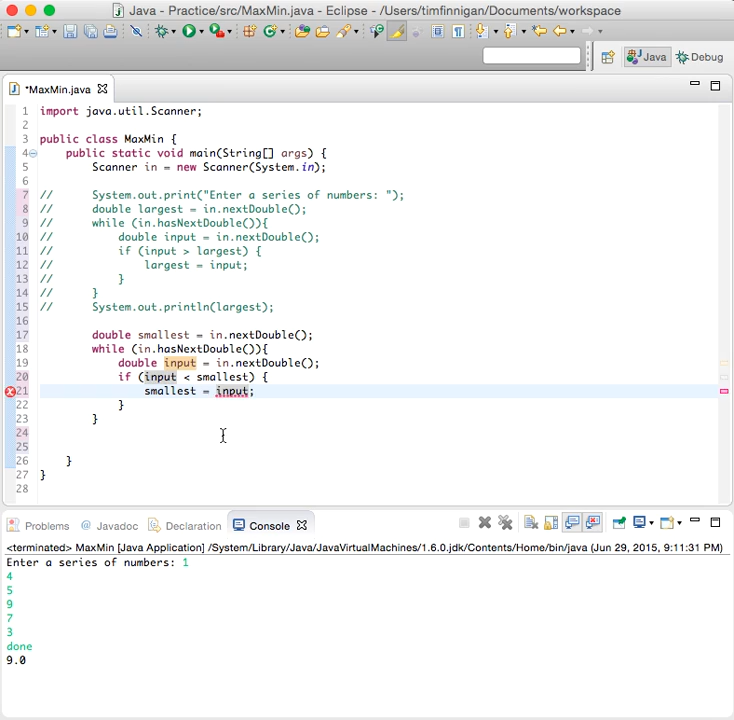 Java - Practice/src/MaxMin.java - Eclipse - /Users/timfinnigan/Documents/workspace
Java
Debug
*MaxMin.java
1 import java.util.Scanner;
2
3 public class MaxMin {
4 public static void main(String[] args) {
5 Scanner in = new Scanner(System.in);
6
7 // System.out.print("Enter a series of numbers: ");
8 // double largest = in.nextDouble();
9 // while (in.hasNextDouble()){
10 // double input = in.nextDouble();
11 // if (input > largest) {
12 // largest = input;
13 // }
14 // }
15 // System.out.println(largest);
16
17 double smallest = in.nextDouble();
18 while (in.hasNextDouble()){
19 double input = in.nextDouble();
20 if (input < smallest) {
21 smallest = input;
22 }
23 }
24
25
26 }
27 }
28
Problems @ Javadoc Declaration Console
<terminated> MaxMin [Java Application] /System/Library/Java/JavaVirtualMachines/1.6.0.jdk/Contents/Home/bin/java (Jun 29, 2015, 9:11:31 PM)
Enter a series of numbers: 1
4
5
9
7
3
done
9.0